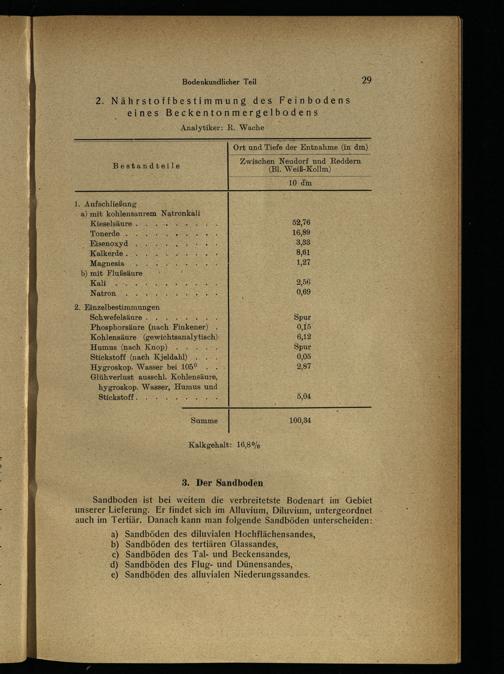 Bodenkundlicher Teil 29
2. Nährstoffbestimmung des Feinbodens
eines Beckentonmergelbodens
Analytiker: R. Wache
Bestandteile
Ort und Tiefe der Entnahme (in dm)
Zwischen Neudorf und Reddern
(Bl. Weiß-Kollm)
10 dm
1. Aufschließung
a) mit kohlensaurem Natronkali
Kieselsäure . . . . . . . . . 52,76
Tonerde . . . . . . . . . . 16,89
Eisenoxyd . . . . . . . . . 3,33
Kalkerde . . . . . . . . . . 8,61
Magnesia . . . . . . . . . 1,27
b) mit Flußsäure
Kali . . . . . . . . . . . 2,56
Natron . . . . . . . . . . 0,69
2. Einzelbestimmungen
Schwefelsäure . . . . . . . . Spur
Phosphorsäure (nach Finkener) . 0,15
Kohlensäure (gewichtsanalytisch) 6,12
Humus (nach Knop) . . . . . Spur
Stickstoff (nach Kjeldahl) . . . 0,05
Hygroskop. Wasser bei 105° . . 2,87
Glühverlust ausschl. Kohlensäure,
hygroskop. Wasser, Humus und
Stickstoff . . . . . . . . . 5,04
Summe 100,34
Kalkgehalt: 16,8%
3. Der Sandboden
Sandboden ist bei weitem die verbreitetste Bodenart im Gebiet
unserer Lieferung. Er findet sich im Alluvium, Diluvium, untergeordnet
auch im Tertiär. Danach kann man folgende Sandböden unterscheiden:
a) Sandböden des diluvialen Hochflächensandes,
b) Sandböden des tertiären Glassandes,
c) Sandböden des Tal- und Beckensandes,
d) Sandböden des Flug- und Dünensandes,
e) Sandböden des alluvialen Niederungssandes.